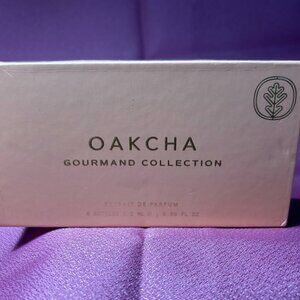 OAKCHA
GOURMAND COLLECTION
EXTRAIT DE PARFUM